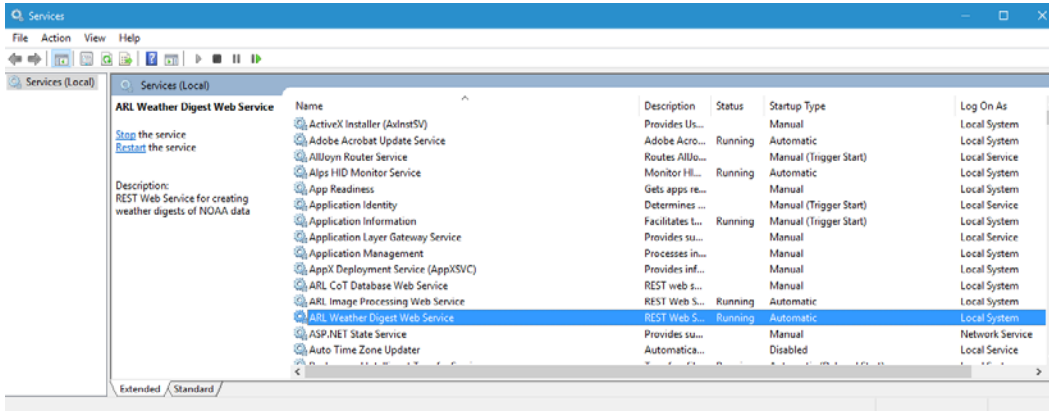 Services
File Action View Help
Services (Local)
Services (Local)
ARL Weather Digest Web Service
Stop the service
Restart the service
Description:
REST Web Service for creating
weather digests of NOAA data
Name Description Status Startup Type Log On As
ActiveX Installer (AxInstSV) Provides Us... Manual Local System
Adobe Acrobat Update Service Adobe Acro... Running Automatic Local System
AllJoyn Router Service Routes AllJo... Manual (Trigger Start) Local Service
Alps HID Monitor Service Monitor HI... Running Automatic Local System
App Readiness Gets apps re... Manual Local System
Application Identity Determines ... Manual (Trigger Start) Local Service
Application Information Facilitates t... Running Manual (Trigger Start) Local System
Application Layer Gateway Service Provides su... Manual Local Service
Application Management Processes in... Manual Local System
AppX Deployment Service (AppXSVC) Provides inf... Manual Local System
ARL CoT Database Web Service REST web s... Manual Local System
ARL Image Processing Web Service REST Web S... Running Automatic Local System
ARL Weather Digest Web Service REST Web S... Running Automatic Local System
ASP.NET State Service Provides su... Manual Network Service
Auto Time Zone Updater Automatica... Disabled Local Service
Extended Standard